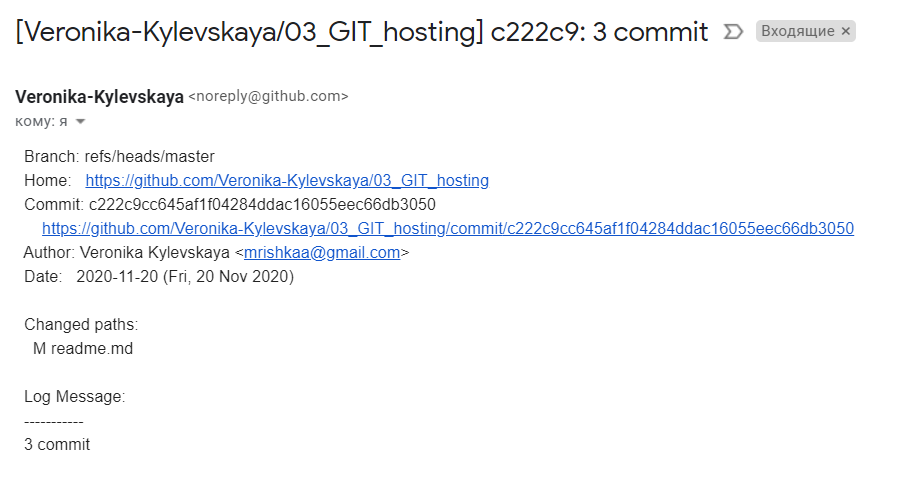 [Veronika-Kylevskaya/03_GIT_hosting] c222c9: 3 commit Входящие ×
Veronika-Kylevskaya <noreply@github.com>
кому: я
Branch: refs/heads/master
Home: https://github.com/Veronika-Kylevskaya/03_GIT_hosting
Commit: c222c9cc645af1f04284ddac16055eec66db3050
https://github.com/Veronika-Kylevskaya/03_GIT_hosting/commit/c222c9cc645af1f04284ddac16055eec66db3050
Author: Veronika Kylevskaya <mrishkaa@gmail.com>
Date: 2020-11-20 (Fri, 20 Nov 2020)
Changed paths:
M readme.md
Log Message:
-----------
3 commit